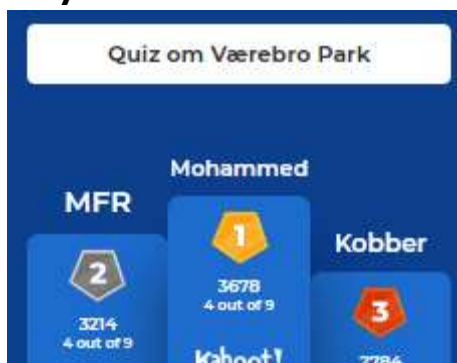 Quiz om Værebro Park
Mohammed
MFR
1
Kobber
2
3678
4 out of 9
3
3214
4 out of 9
Kahoot!
2784